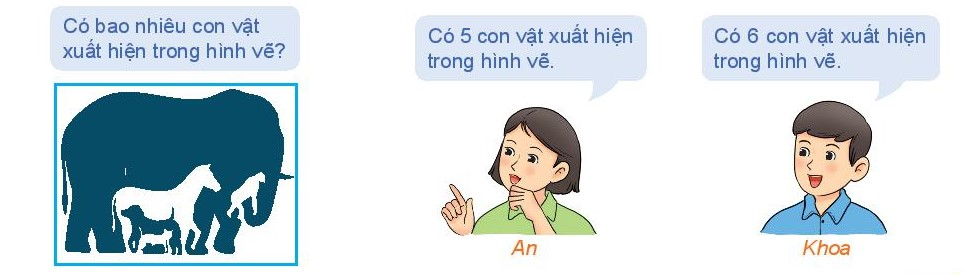 Có bao nhiêu con vật
xuất hiện trong hình vẽ?
Có 5 con vật xuất hiện
trong hình vẽ.
Có 6 con vật xuất hiện
trong hình vẽ.
An
Khoa